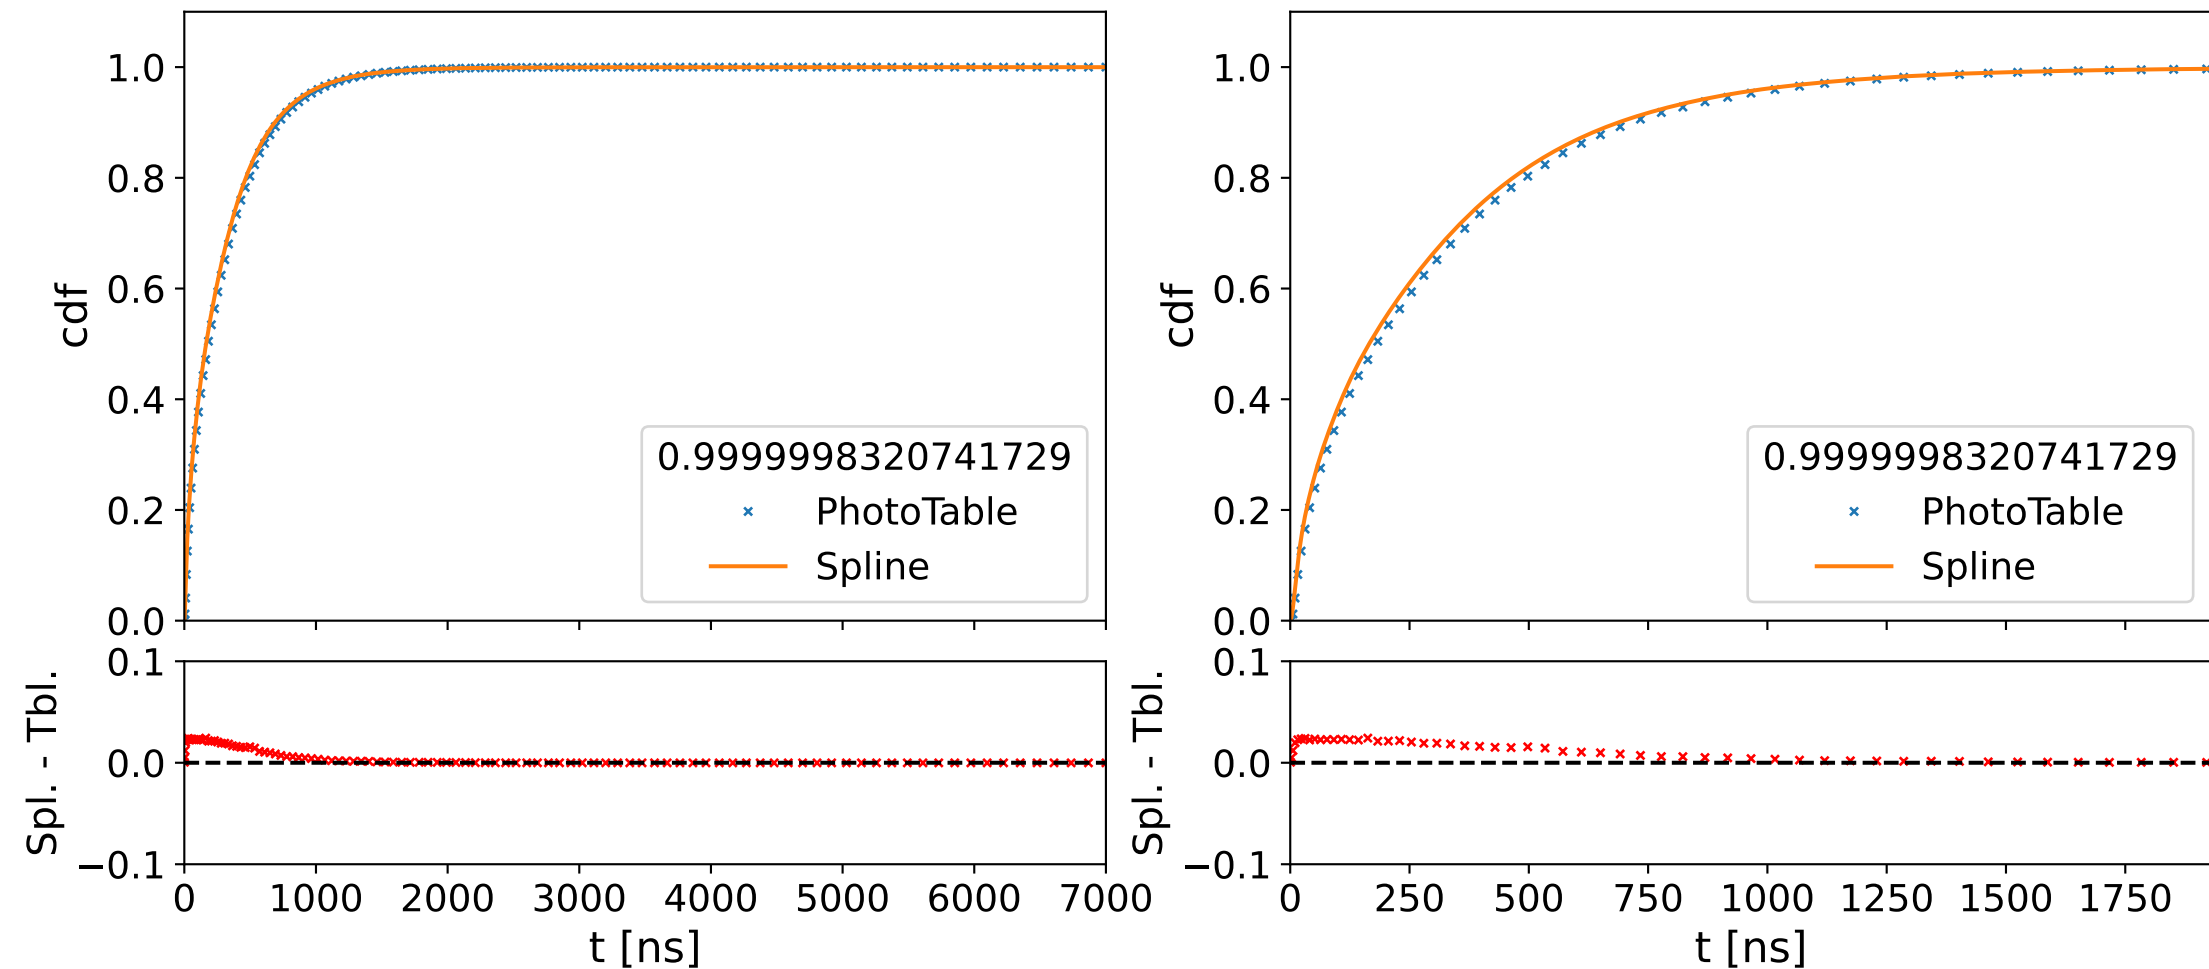 cdf
1.0
0.8
0.6
0.4
0.2
0.0
0.9999998320741729
PhotoTable
Spline
Spl. - Tbl.
0.1
0.0
−0.1
0 1000 2000 3000 4000 5000 6000 7000
t [ns]
cdf
1.0
0.8
0.6
0.4
0.2
0.0
0.9999998320741729
PhotoTable
Spline
Spl. - Tbl.
0.1
0.0
−0.1
0 250 500 750 1000 1250 1500 1750
t [ns]